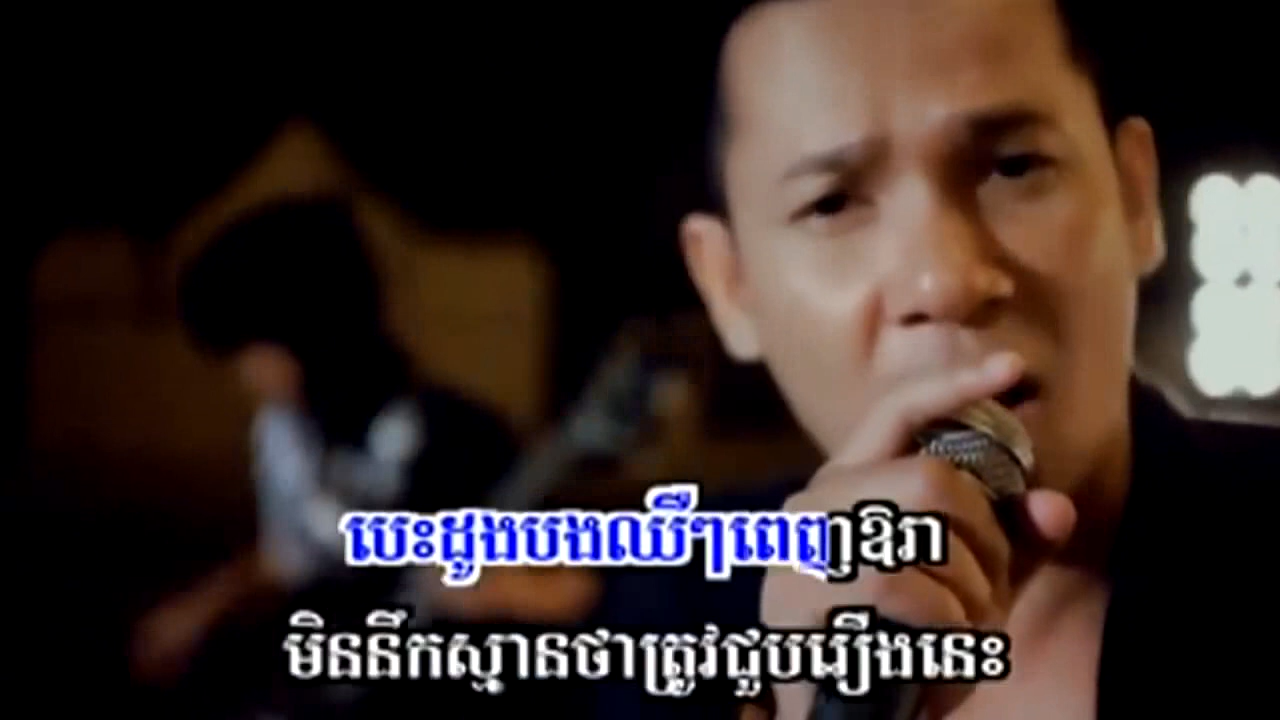 បេះដូងបងឈឺៗពេញឱរា
មិននឹកស្មានថាត្រូវជួបរឿងនេះ